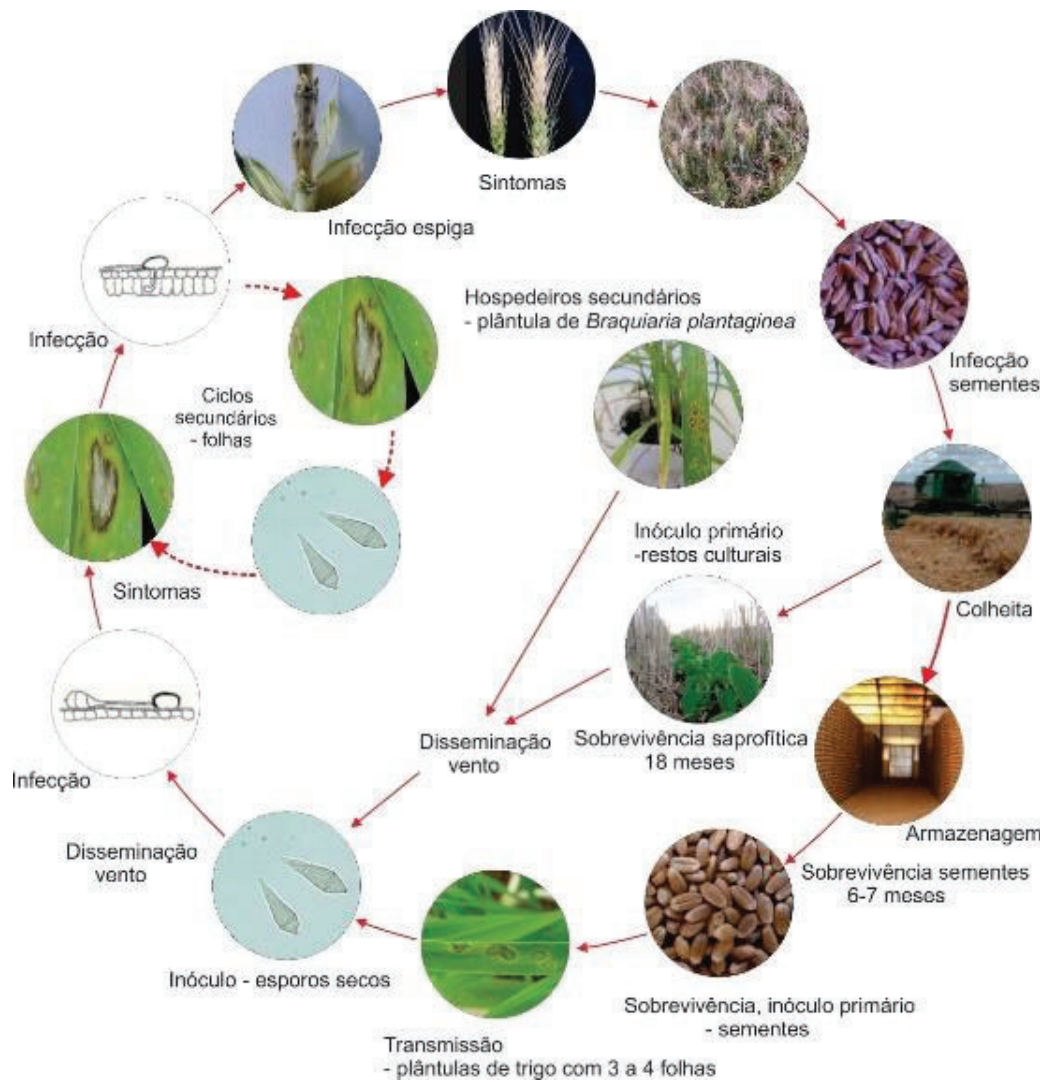 Sintomas
Infecção espiga
Hospedeiros secundários
- plântula de Braquiaria plantaginea
Infecção
Infecção
sementes
Ciclos
secundários
- folhas
Inóculo primário
-restos culturais
Sintomas
Colheita
Disseminação
vento
Sobrevivência saprofítica
18 meses
Infecção
Armazenagem
Disseminação
vento
Sobrevivência sementes
6-7 meses
Inóculo - esporos secos
Sobrevivência, inóculo primário
- sementes
Transmissão
- plântulas de trigo com 3 a 4 folhas